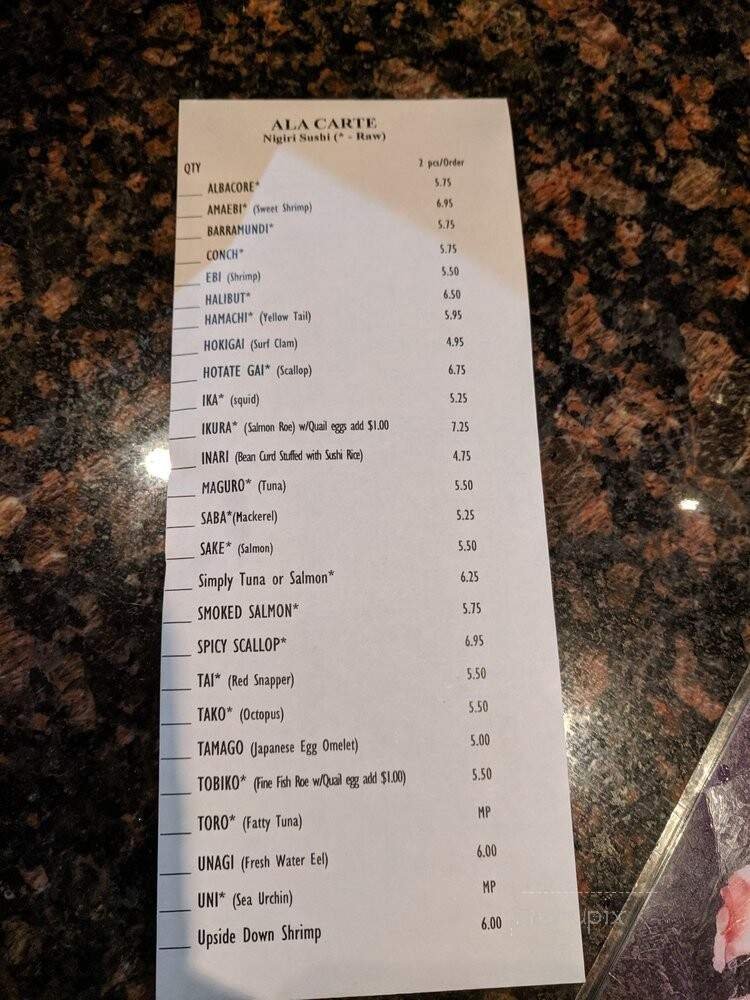 ALA CARTE
Nigiri Sushi (* - Raw)
QTY 2 pcs/Order
ALBACORE* 5.75
AMAEBI* (Sweet Shrimp) 6.95
BARRAMUNDI* 5.75
CONCH* 5.75
EBI (Shrimp) 5.50
HALIBUT* 6.50
HAMACHI* (Yellow Tail) 5.95
HOKIGAI (Surf Clam) 4.95
HOTATE GAI* (Scallop) 6.75
IKA* (squid) 5.25
IKURA* (Salmon Roe) w/Quail eggs add $1.00 7.25
INARI (Bean Curd Stuffed with Sushi Rice) 4.75
MAGURO* (Tuna) 5.50
SABA*(Mackerel) 5.25
SAKE* (Salmon) 5.50
Simply Tuna or Salmon* 6.25
SMOKED SALMON* 5.75
SPICY SCALLOP* 6.95
TAI* (Red Snapper) 5.50
TAKO* (Octopus) 5.50
TAMAGO (Japanese Egg Omelet) 5.00
TOBIKO* (Fine Fish Roe w/Quail egg add $1.00) 5.50
TORO* (Fatty Tuna) MP
UNAGI (Fresh Water Eel) 6.00
UNI* (Sea Urchin) MP
Upside Down Shrimp 6.00